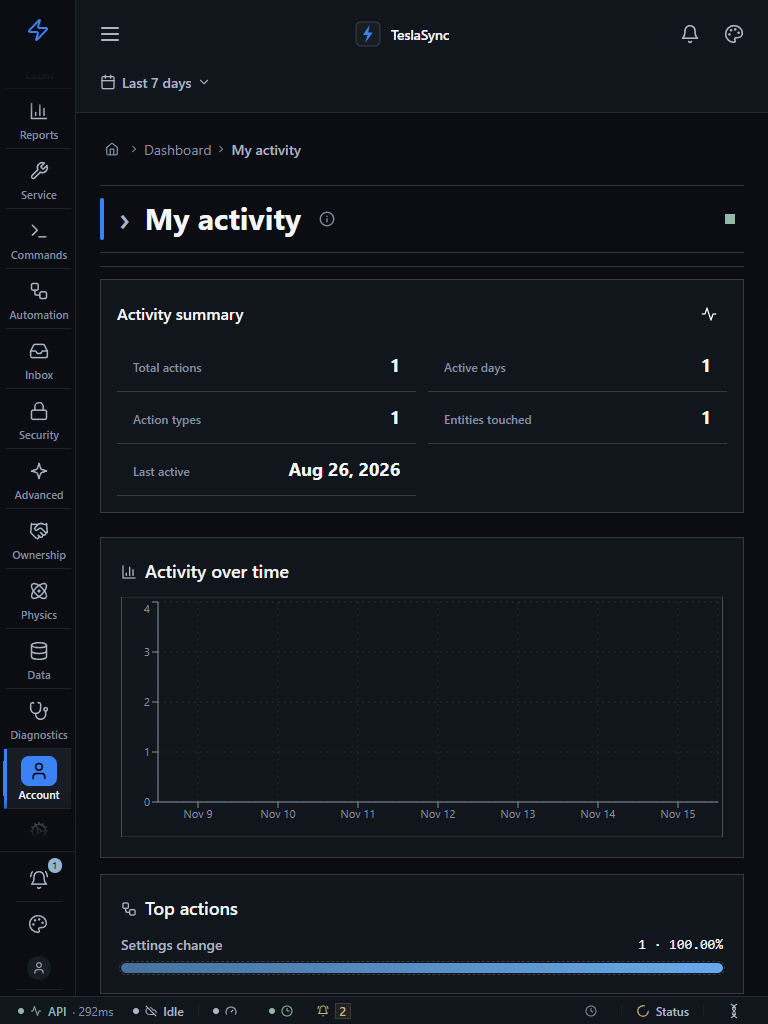 TeslaSync
Last 7 days
Reports
Service
Commands
Automation
Inbox
Security
Advanced
Ownership
Physics
Data
Diagnostics
Account
1
Dashboard
My activity
My activity
Activity summary
Total actions 1
Active days 1
Action types 1
Entities touched 1
Last active Aug 26, 2026
Activity over time
4
3
2
1
0
Nov 9 Nov 10 Nov 11 Nov 12 Nov 13 Nov 14 Nov 15
Top actions
Settings change 1 · 100.00%
API · 292ms Idle 2 Status